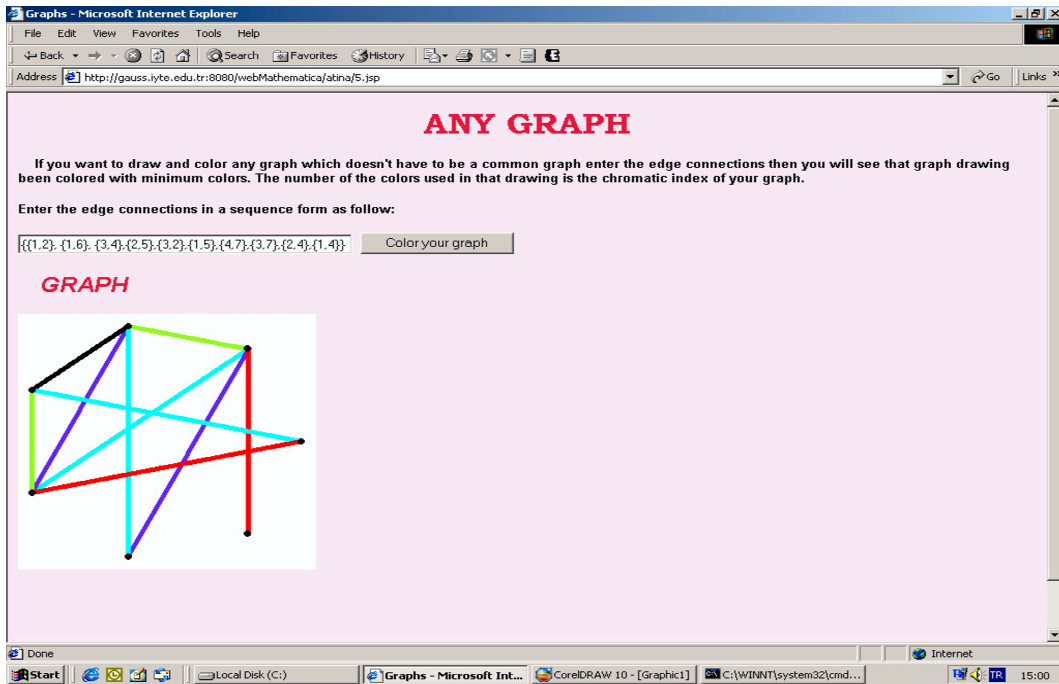 Graphs - Microsoft Internet Explorer
File Edit View Favorites Tools Help
Back Search Favorites History
Address http://gauss.iyte.edu.tr:8080/webMathematica/atina/5.jsp Go Links »
ANY GRAPH
If you want to draw and color any graph which doesn't have to be a common graph enter the edge connections then you will see that graph drawing
been colored with minimum colors. The number of the colors used in that drawing is the chromatic index of your graph.
Enter the edge connections in a sequence form as follow:
{{1,2}, {1,6}, {3,4},{2,5},{3,2},{1,5},{4,7},{3,7},{2,4},{1,4}} Color your graph
GRAPH
Done Internet
Start Local Disk (C:) Graphs - Microsoft Int... CorelDRAW 10 - [Graphic1] C:\WINNT\system32\cmd... TR 15:00